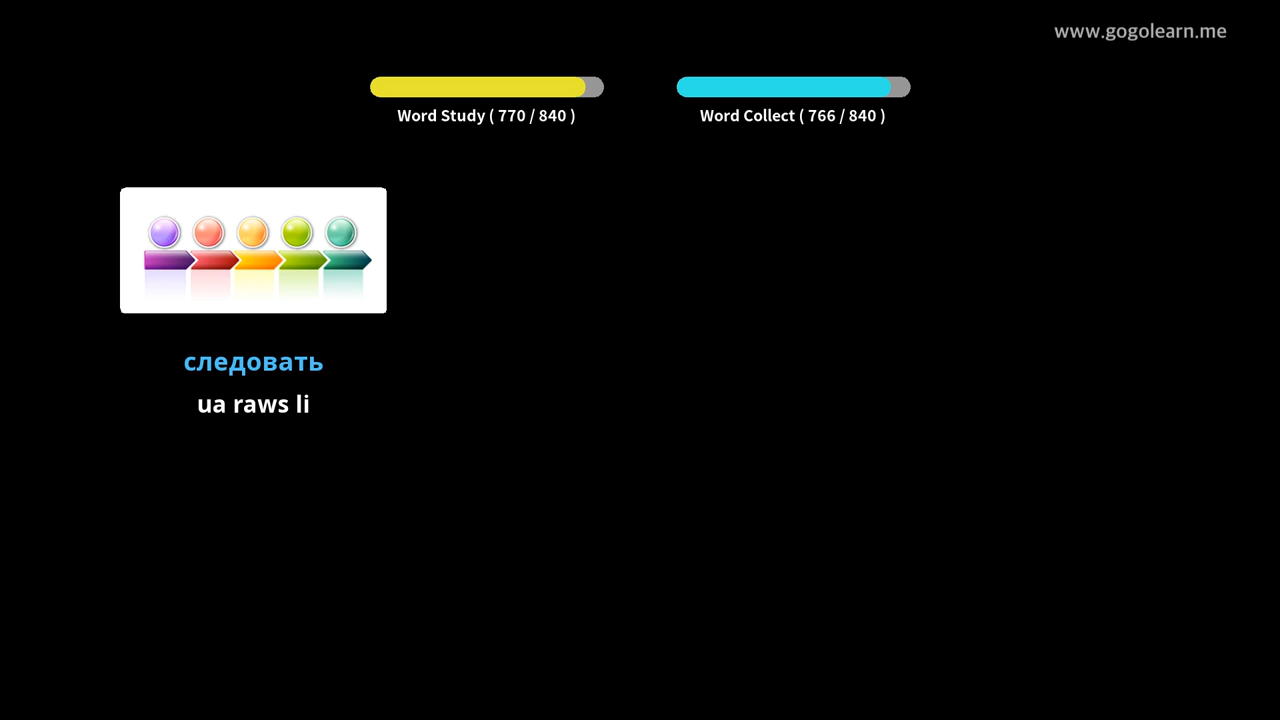 www.gogolearn.me
Word Study ( 770 / 840 )
Word Collect ( 766 / 840 )
следовать
ua raws li